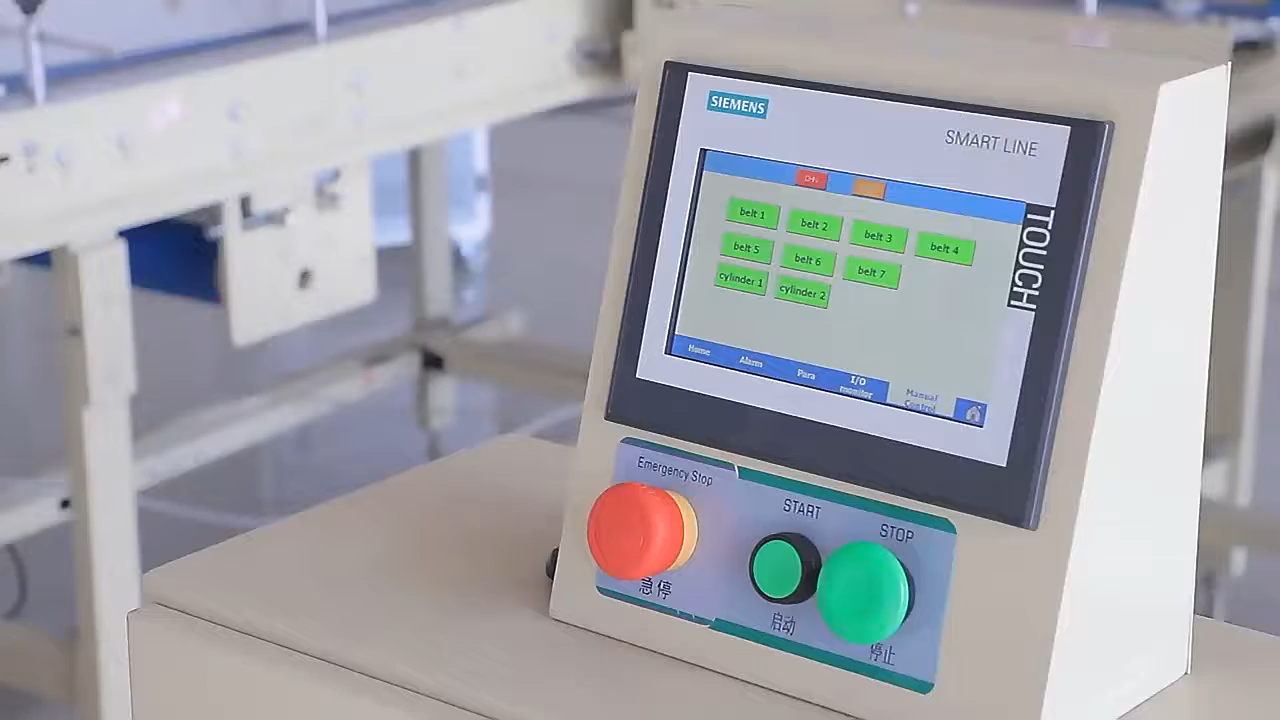 SIEMENS
SMART LINE
TOUCH
belt 1
belt 2
belt 3
belt 4
belt 5
belt 6
belt 7
cylinder 1
cylinder 2
Home
Alarm
Para
I/O
monitor
Manual
Control
Emergency Stop
START
STOP
急停
启动
停止